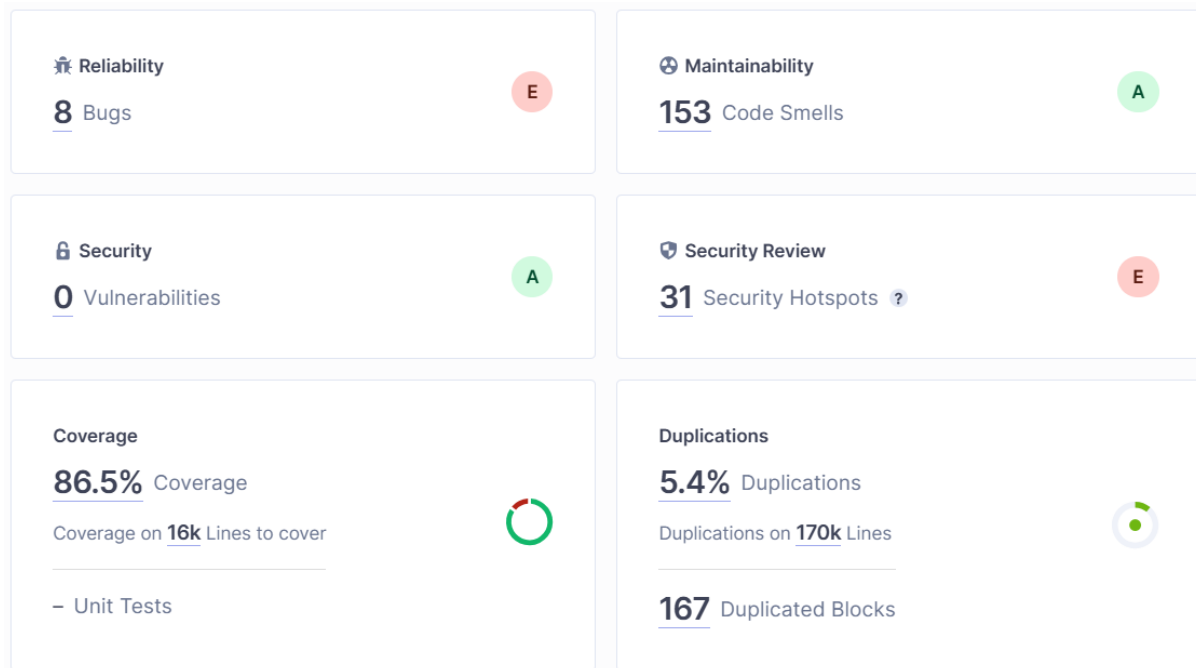 Reliability
E
8 Bugs
Maintainability
A
153 Code Smells
Security
A
0 Vulnerabilities
Security Review
E
31 Security Hotspots ?
Coverage
86.5% Coverage
Coverage on 16k Lines to cover
– Unit Tests
Duplications
5.4% Duplications
Duplications on 170k Lines
167 Duplicated Blocks